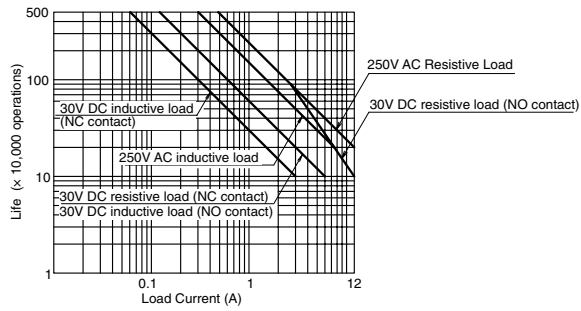 500
100
10
1
Life (× 10,000 operations)
250V AC Resistive Load
30V DC resistive load (NO contact)
30V DC inductive load
(NC contact)
250V AC inductive load
30V DC resistive load (NC contact)
30V DC inductive load (NO contact)
0.1
1
12
Load Current (A)